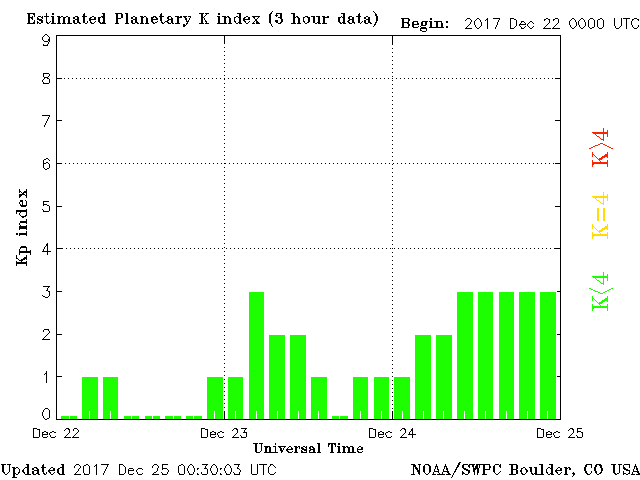 Estimated Planetary K index (3 hour data)
Begin: 2017 Dec 22 0000 UTC
9
8
7
6
5
4
3
2
1
0
Kp index
K>4
K=4
K<4
Dec 22
Dec 23
Dec 24
Dec 25
Universal Time
Updated 2017 Dec 25 00:30:03 UTC
NOAA/SWPC Boulder, CO USA